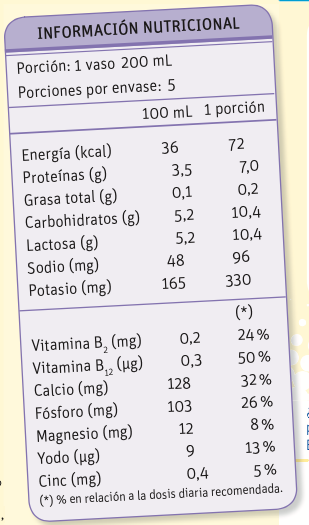 INFORMACIÓN NUTRICIONAL
Porción: 1 vaso 200 mL
Porciones por envase: 5
100 mL 1 porción
Energía (kcal) 36 72
Proteínas (g) 3,5 7,0
Grasa total (g) 0,1 0,2
Carbohidratos (g) 5,2 10,4
Lactosa (g) 5,2 10,4
Sodio (mg) 48 96
Potasio (mg) 165 330
(*)
Vitamina B2 (mg) 0,2 24 %
Vitamina B12 (µg) 0,3 50 %
Calcio (mg) 128 32 %
Fósforo (mg) 103 26 %
Magnesio (mg) 12 8 %
Yodo (µg) 9 13 %
Cinc (mg) 0,4 5 %
(*) % en relación a la dosis diaria recomendada.